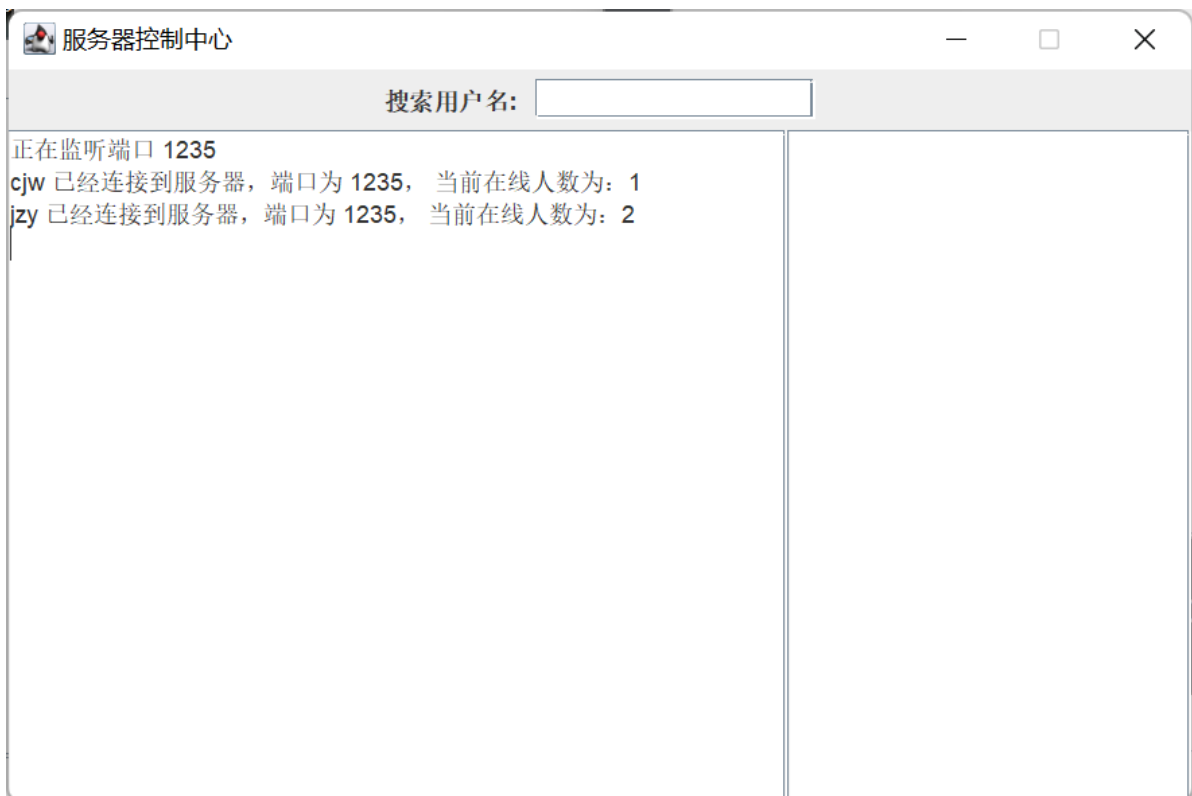 服务器控制中心
搜索用户名:
正在监听端口 1235
cjw 已经连接到服务器，端口为 1235， 当前在线人数为：1
jzy 已经连接到服务器，端口为 1235， 当前在线人数为：2